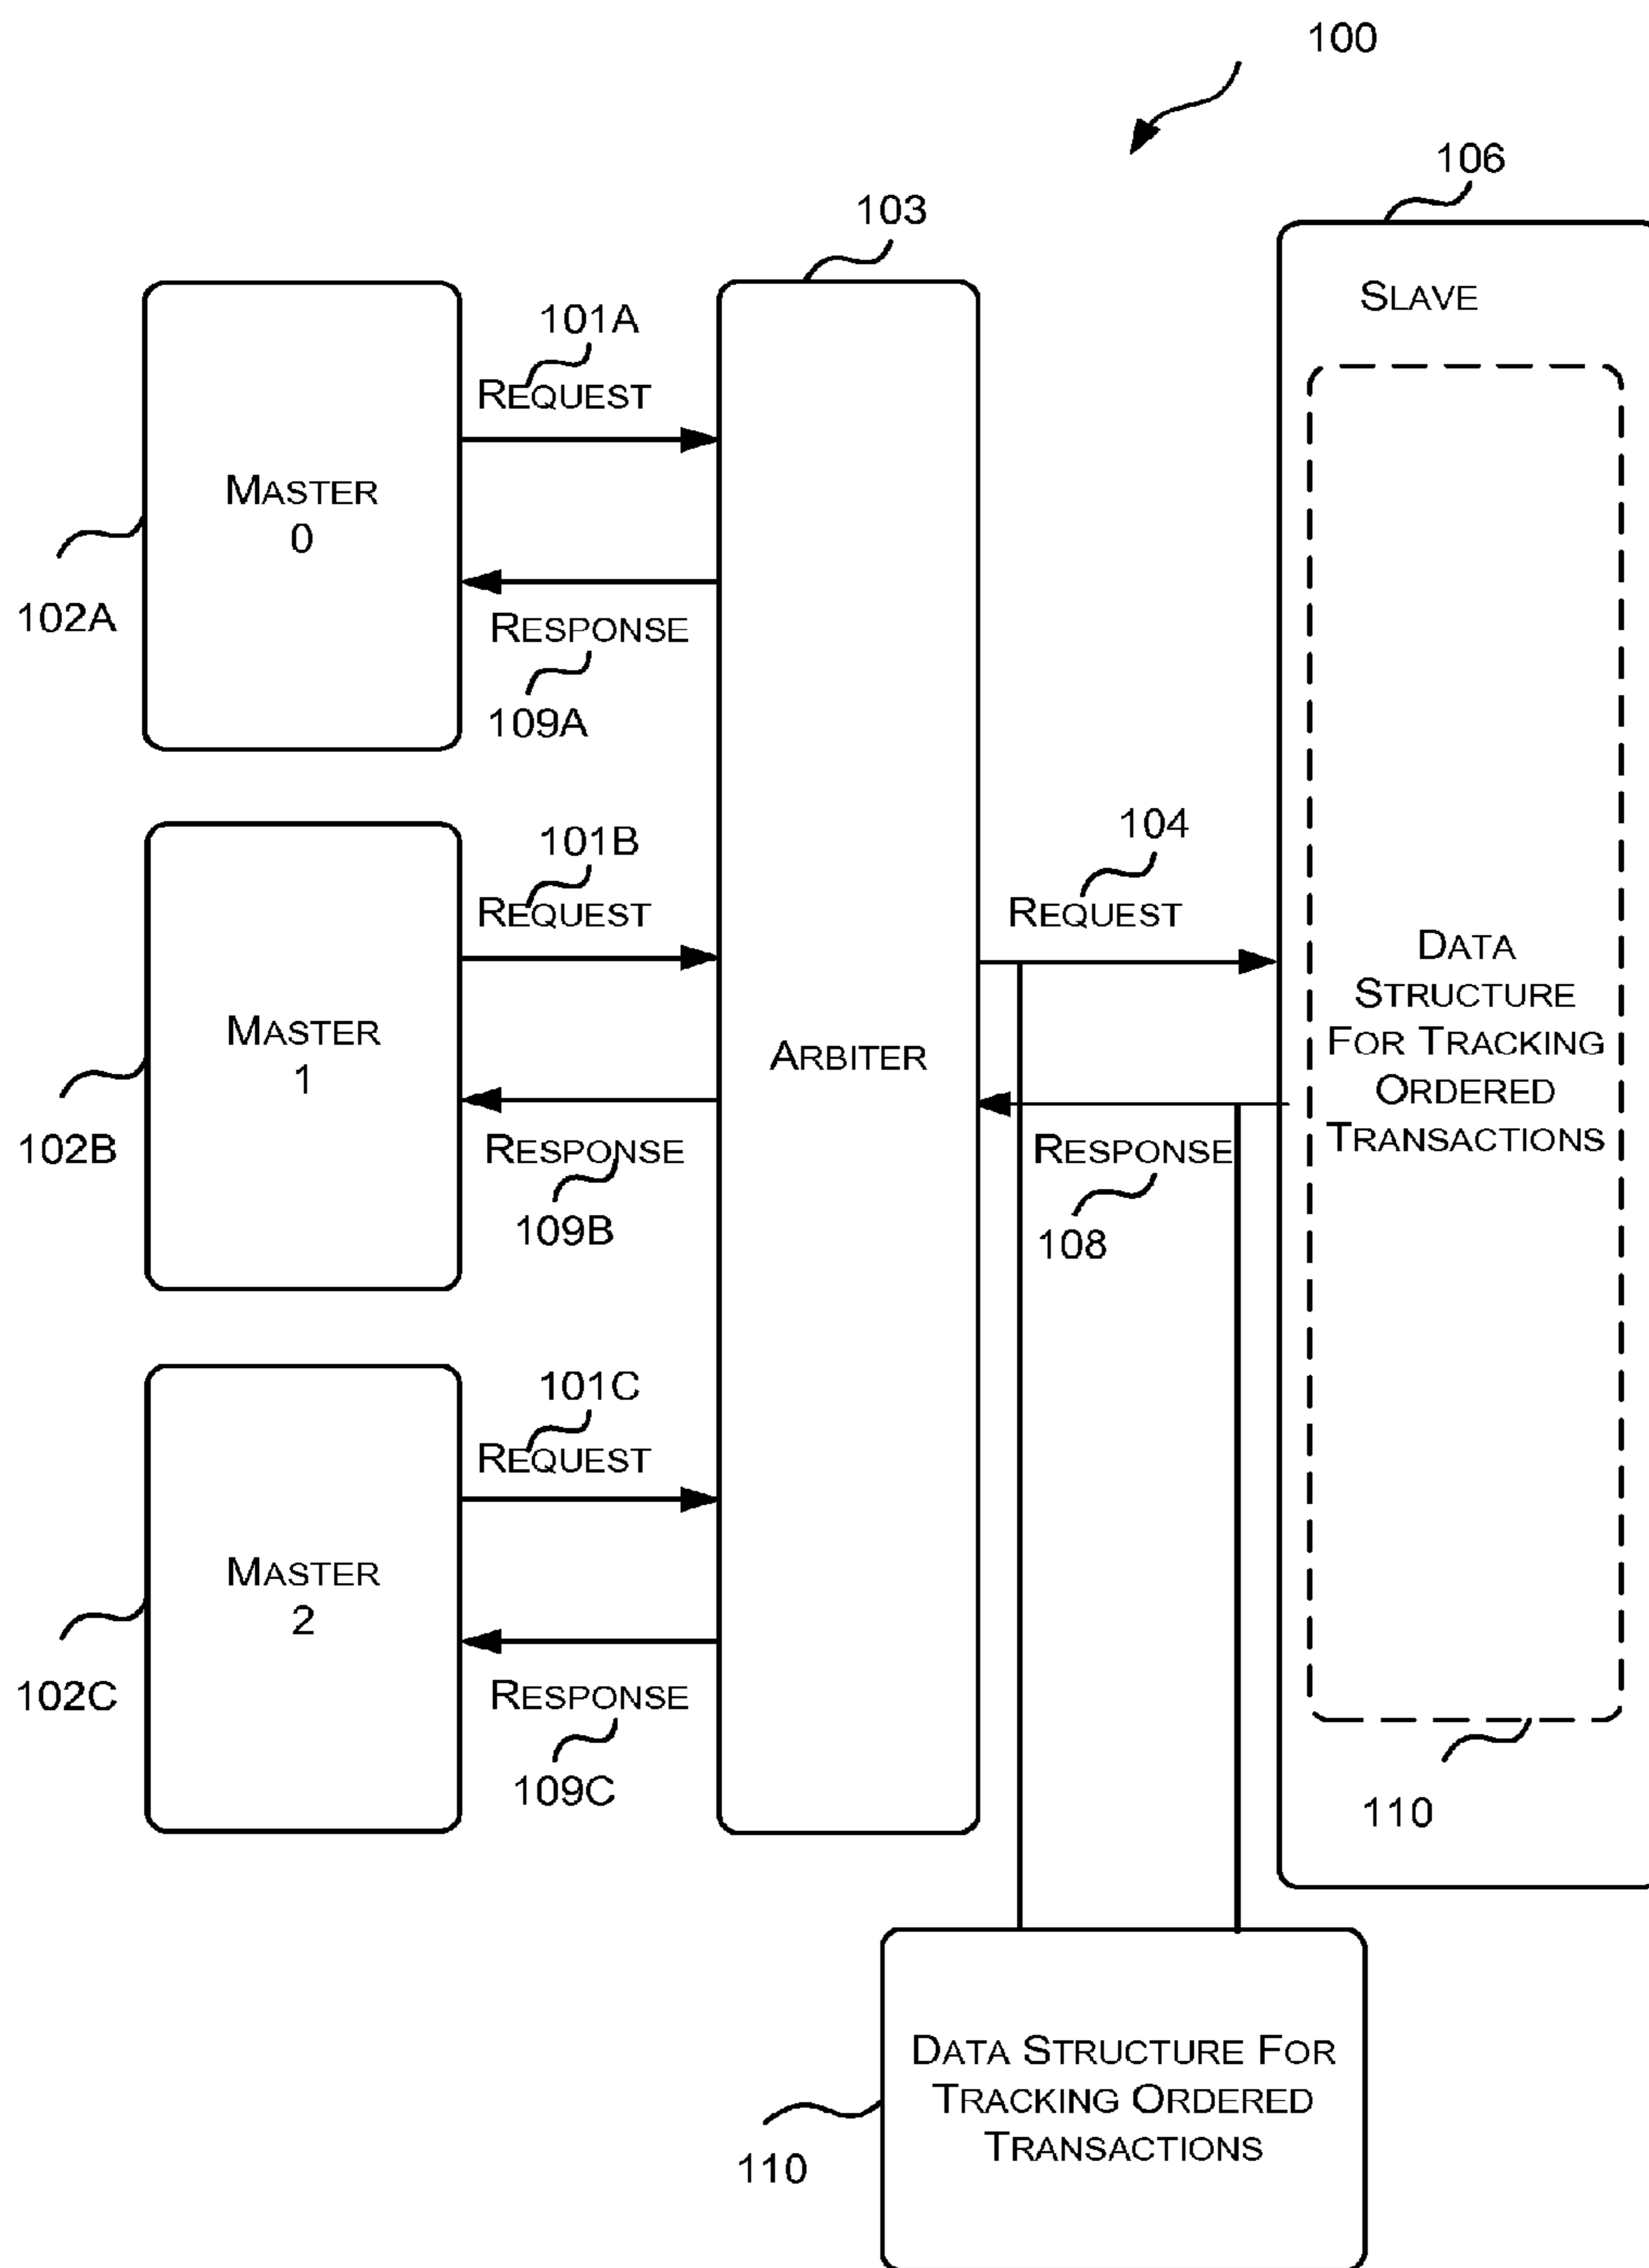 100
106
103
SLAVE
101A
REQUEST
MASTER
0
102A
RESPONSE
109A
101B
REQUEST
104
REQUEST
MASTER
1
ARBITER
DATA
STRUCTURE
FOR TRACKING
ORDERED
TRANSACTIONS
102B
RESPONSE
109B
RESPONSE
108
101C
REQUEST
MASTER
2
102C
RESPONSE
109C
110
DATA STRUCTURE FOR
TRACKING ORDERED
TRANSACTIONS
110